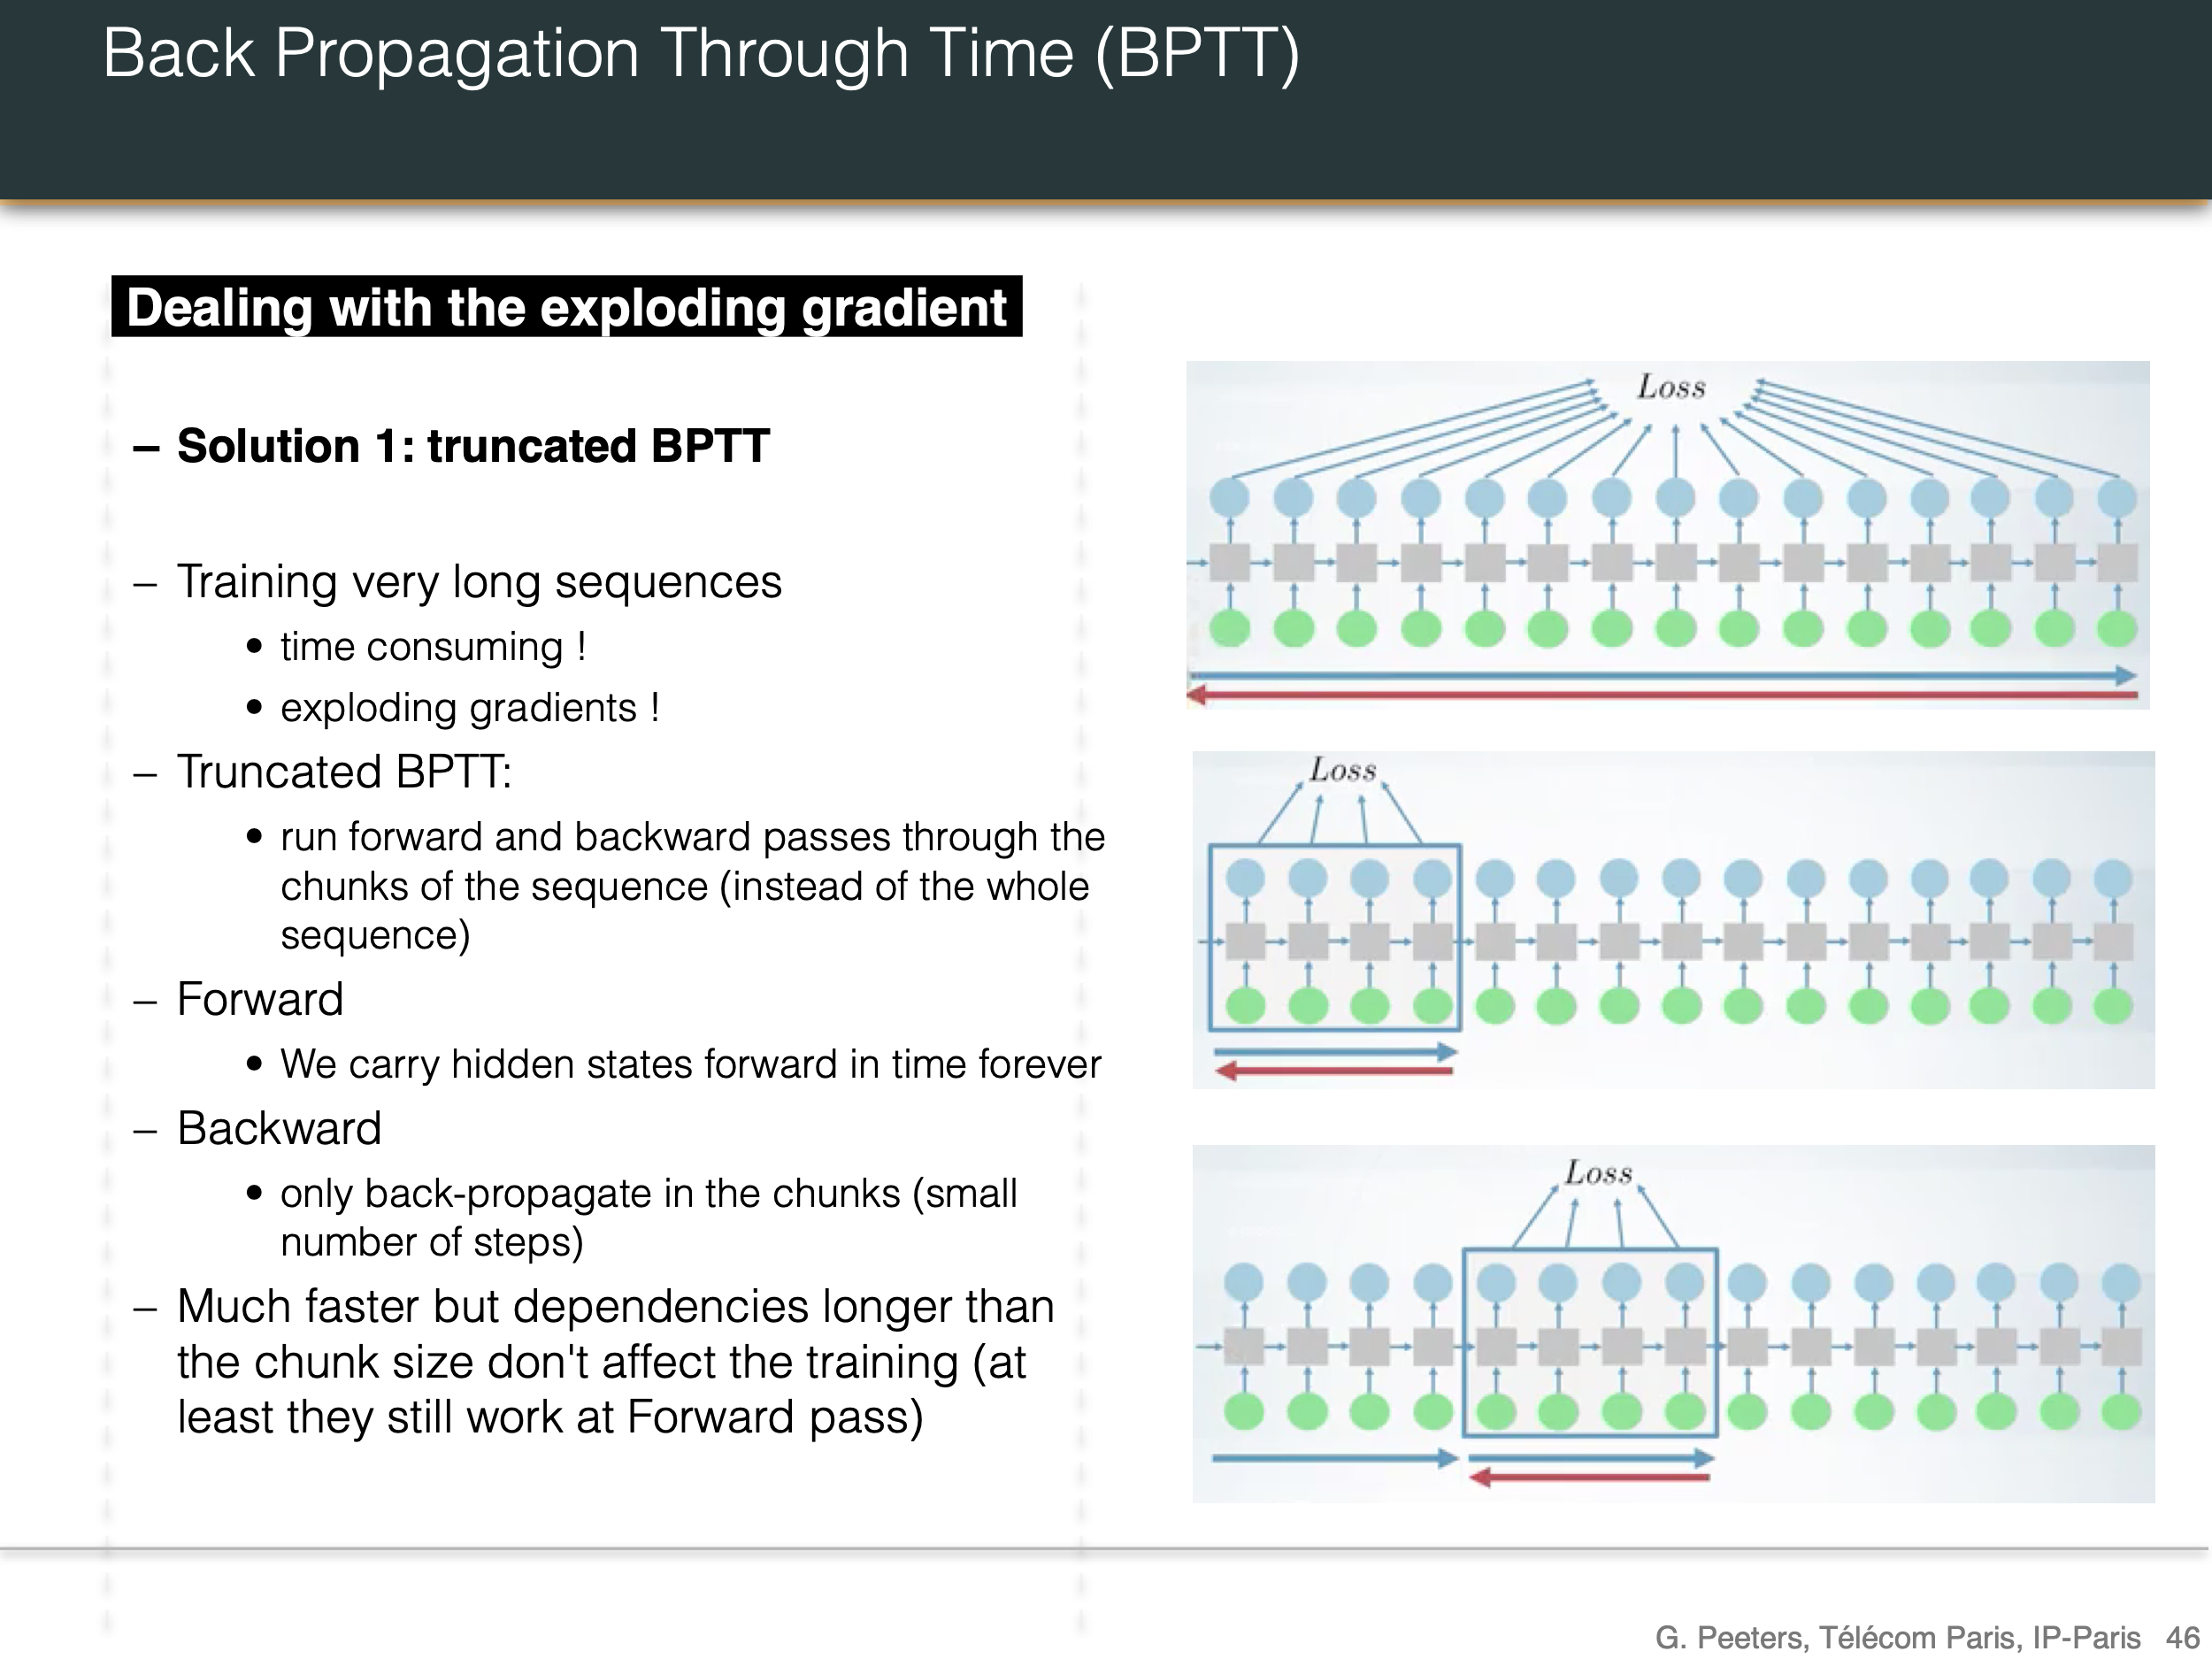 Back Propagation Through Time (BPTT)
Dealing with the exploding gradient
– Solution 1: truncated BPTT
– Training very long sequences
• time consuming !
• exploding gradients !
– Truncated BPTT:
• run forward and backward passes through the
chunks of the sequence (instead of the whole
sequence)
– Forward
• We carry hidden states forward in time forever
– Backward
• only back-propagate in the chunks (small
number of steps)
– Much faster but dependencies longer than
the chunk size don't affect the training (at
least they still work at Forward pass)
Loss
Loss
Loss
G. Peeters, Télécom Paris, IP-Paris 46